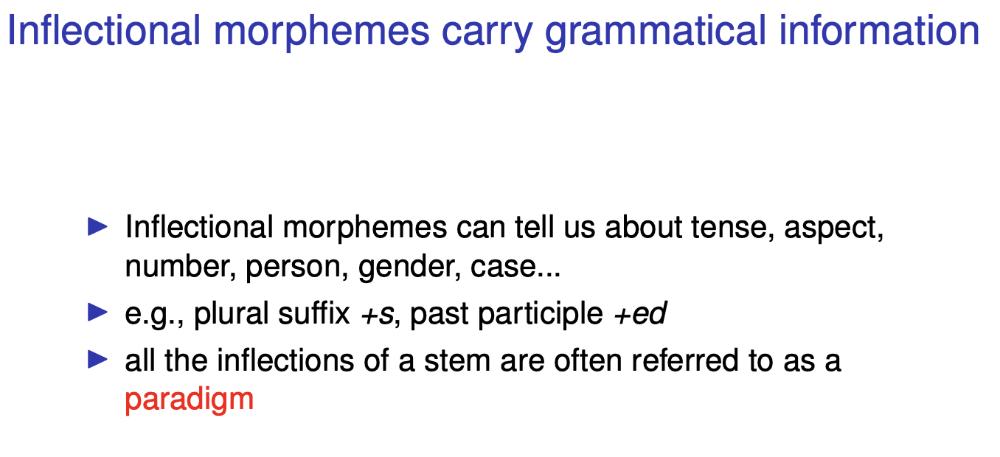 Inflectional morphemes carry grammatical information
Inflectional morphemes can tell us about tense, aspect,
number, person, gender, case...
e.g., plural suffix +s, past participle +ed
all the inflections of a stem are often referred to as a
paradigm